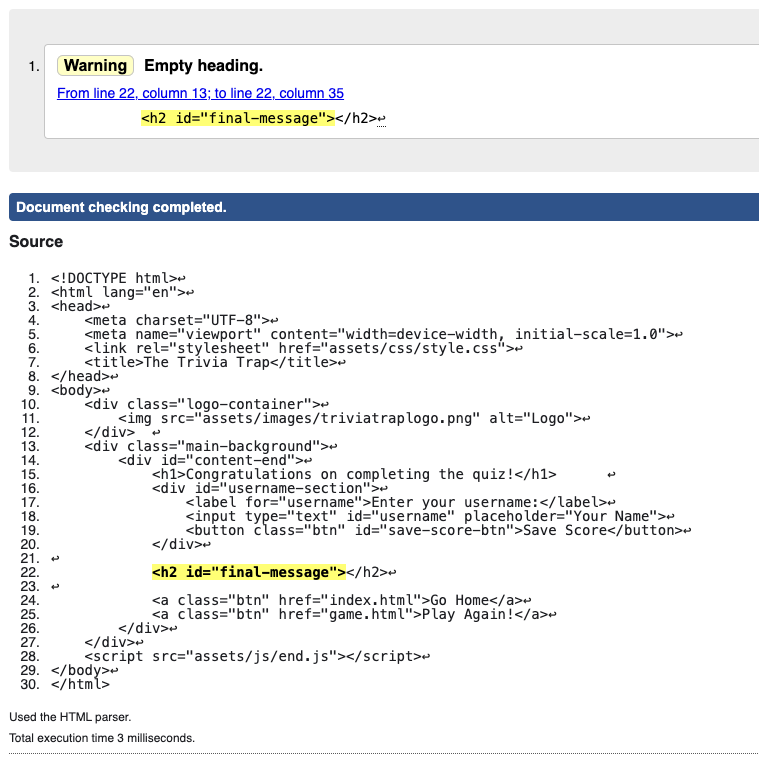 1. Warning Empty heading.
From line 22, column 13; to line 22, column 35
<h2 id="final-message"></h2>↩
Document checking completed.
Source
1. <!DOCTYPE html>↩
2. <html lang="en">↩
3. <head>↩
4.     <meta charset="UTF-8">↩
5.     <meta name="viewport" content="width=device-width, initial-scale=1.0">↩
6.     <link rel="stylesheet" href="assets/css/style.css">↩
7.     <title>The Trivia Trap</title>↩
8. </head>↩
9. <body>↩
10.     <div class="logo-container">↩
11.         <img src="assets/images/triviatraplogo.png" alt="Logo">↩
12.     </div>  ↩
13.     <div class="main-background">↩
14.         <div id="content-end">↩
15.             <h1>Congratulations on completing the quiz!</h1>      ↩
16.             <div id="username-section">↩
17.                 <label for="username">Enter your username:</label>↩
18.                 <input type="text" id="username" placeholder="Your Name">↩
19.                 <button class="btn" id="save-score-btn">Save Score</button>↩
20.             </div>↩
21. ↩
22.             <h2 id="final-message"></h2>↩
23. ↩
24.             <a class="btn" href="index.html">Go Home</a>↩
25.             <a class="btn" href="game.html">Play Again!</a>↩
26.         </div>↩
27.     </div>↩
28.     <script src="assets/js/end.js"></script>↩
29. </body>↩
30. </html>
Used the HTML parser.
Total execution time 3 milliseconds.